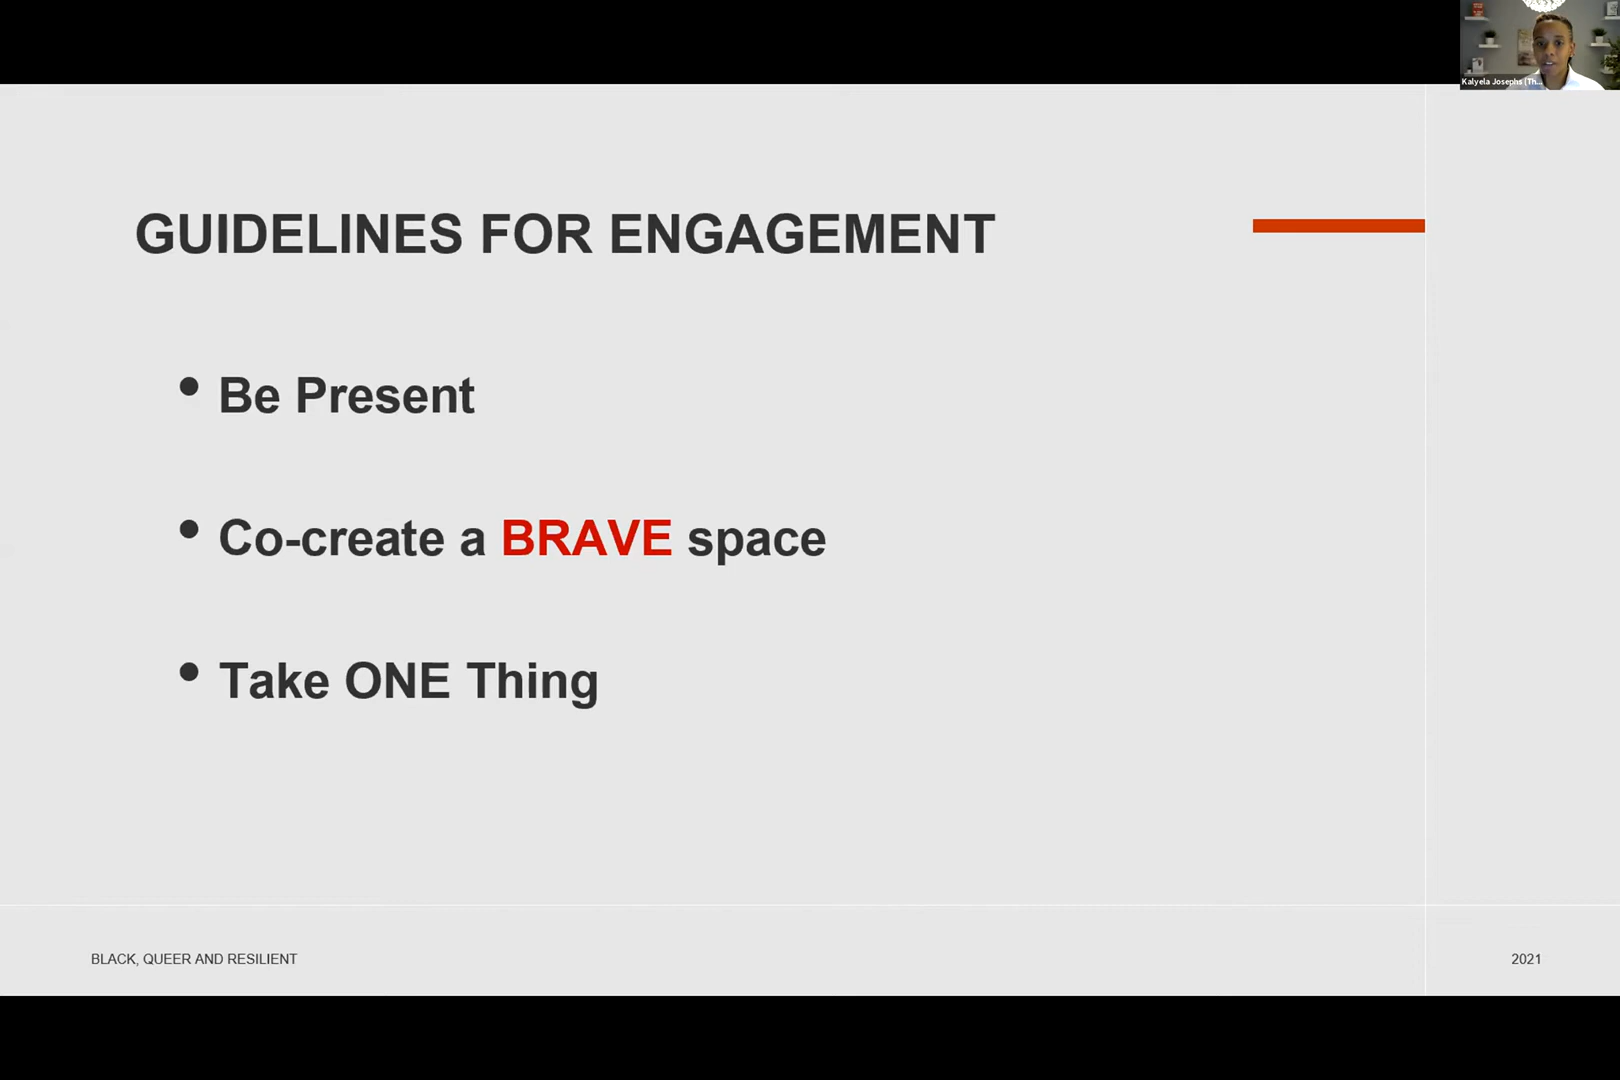 Kalyela Josephs (Th...
GUIDELINES FOR ENGAGEMENT
• Be Present
• Co-create a BRAVE space
• Take ONE Thing
BLACK, QUEER AND RESILIENT
2021